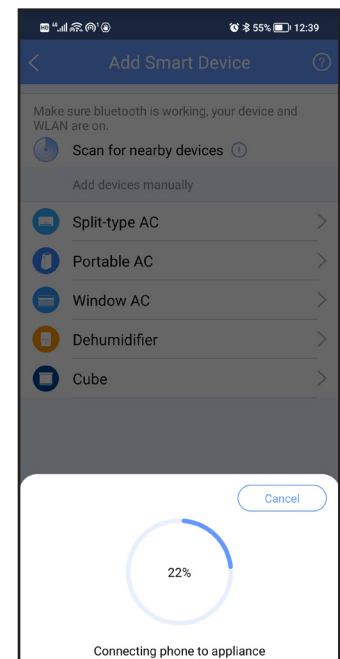 55% 12:39
Add Smart Device
Make sure bluetooth is working, your device and
WLAN are on.
Scan for nearby devices
Add devices manually
Split-type AC
Portable AC
Window AC
Dehumidifier
Cube
Cancel
22%
Connecting phone to appliance